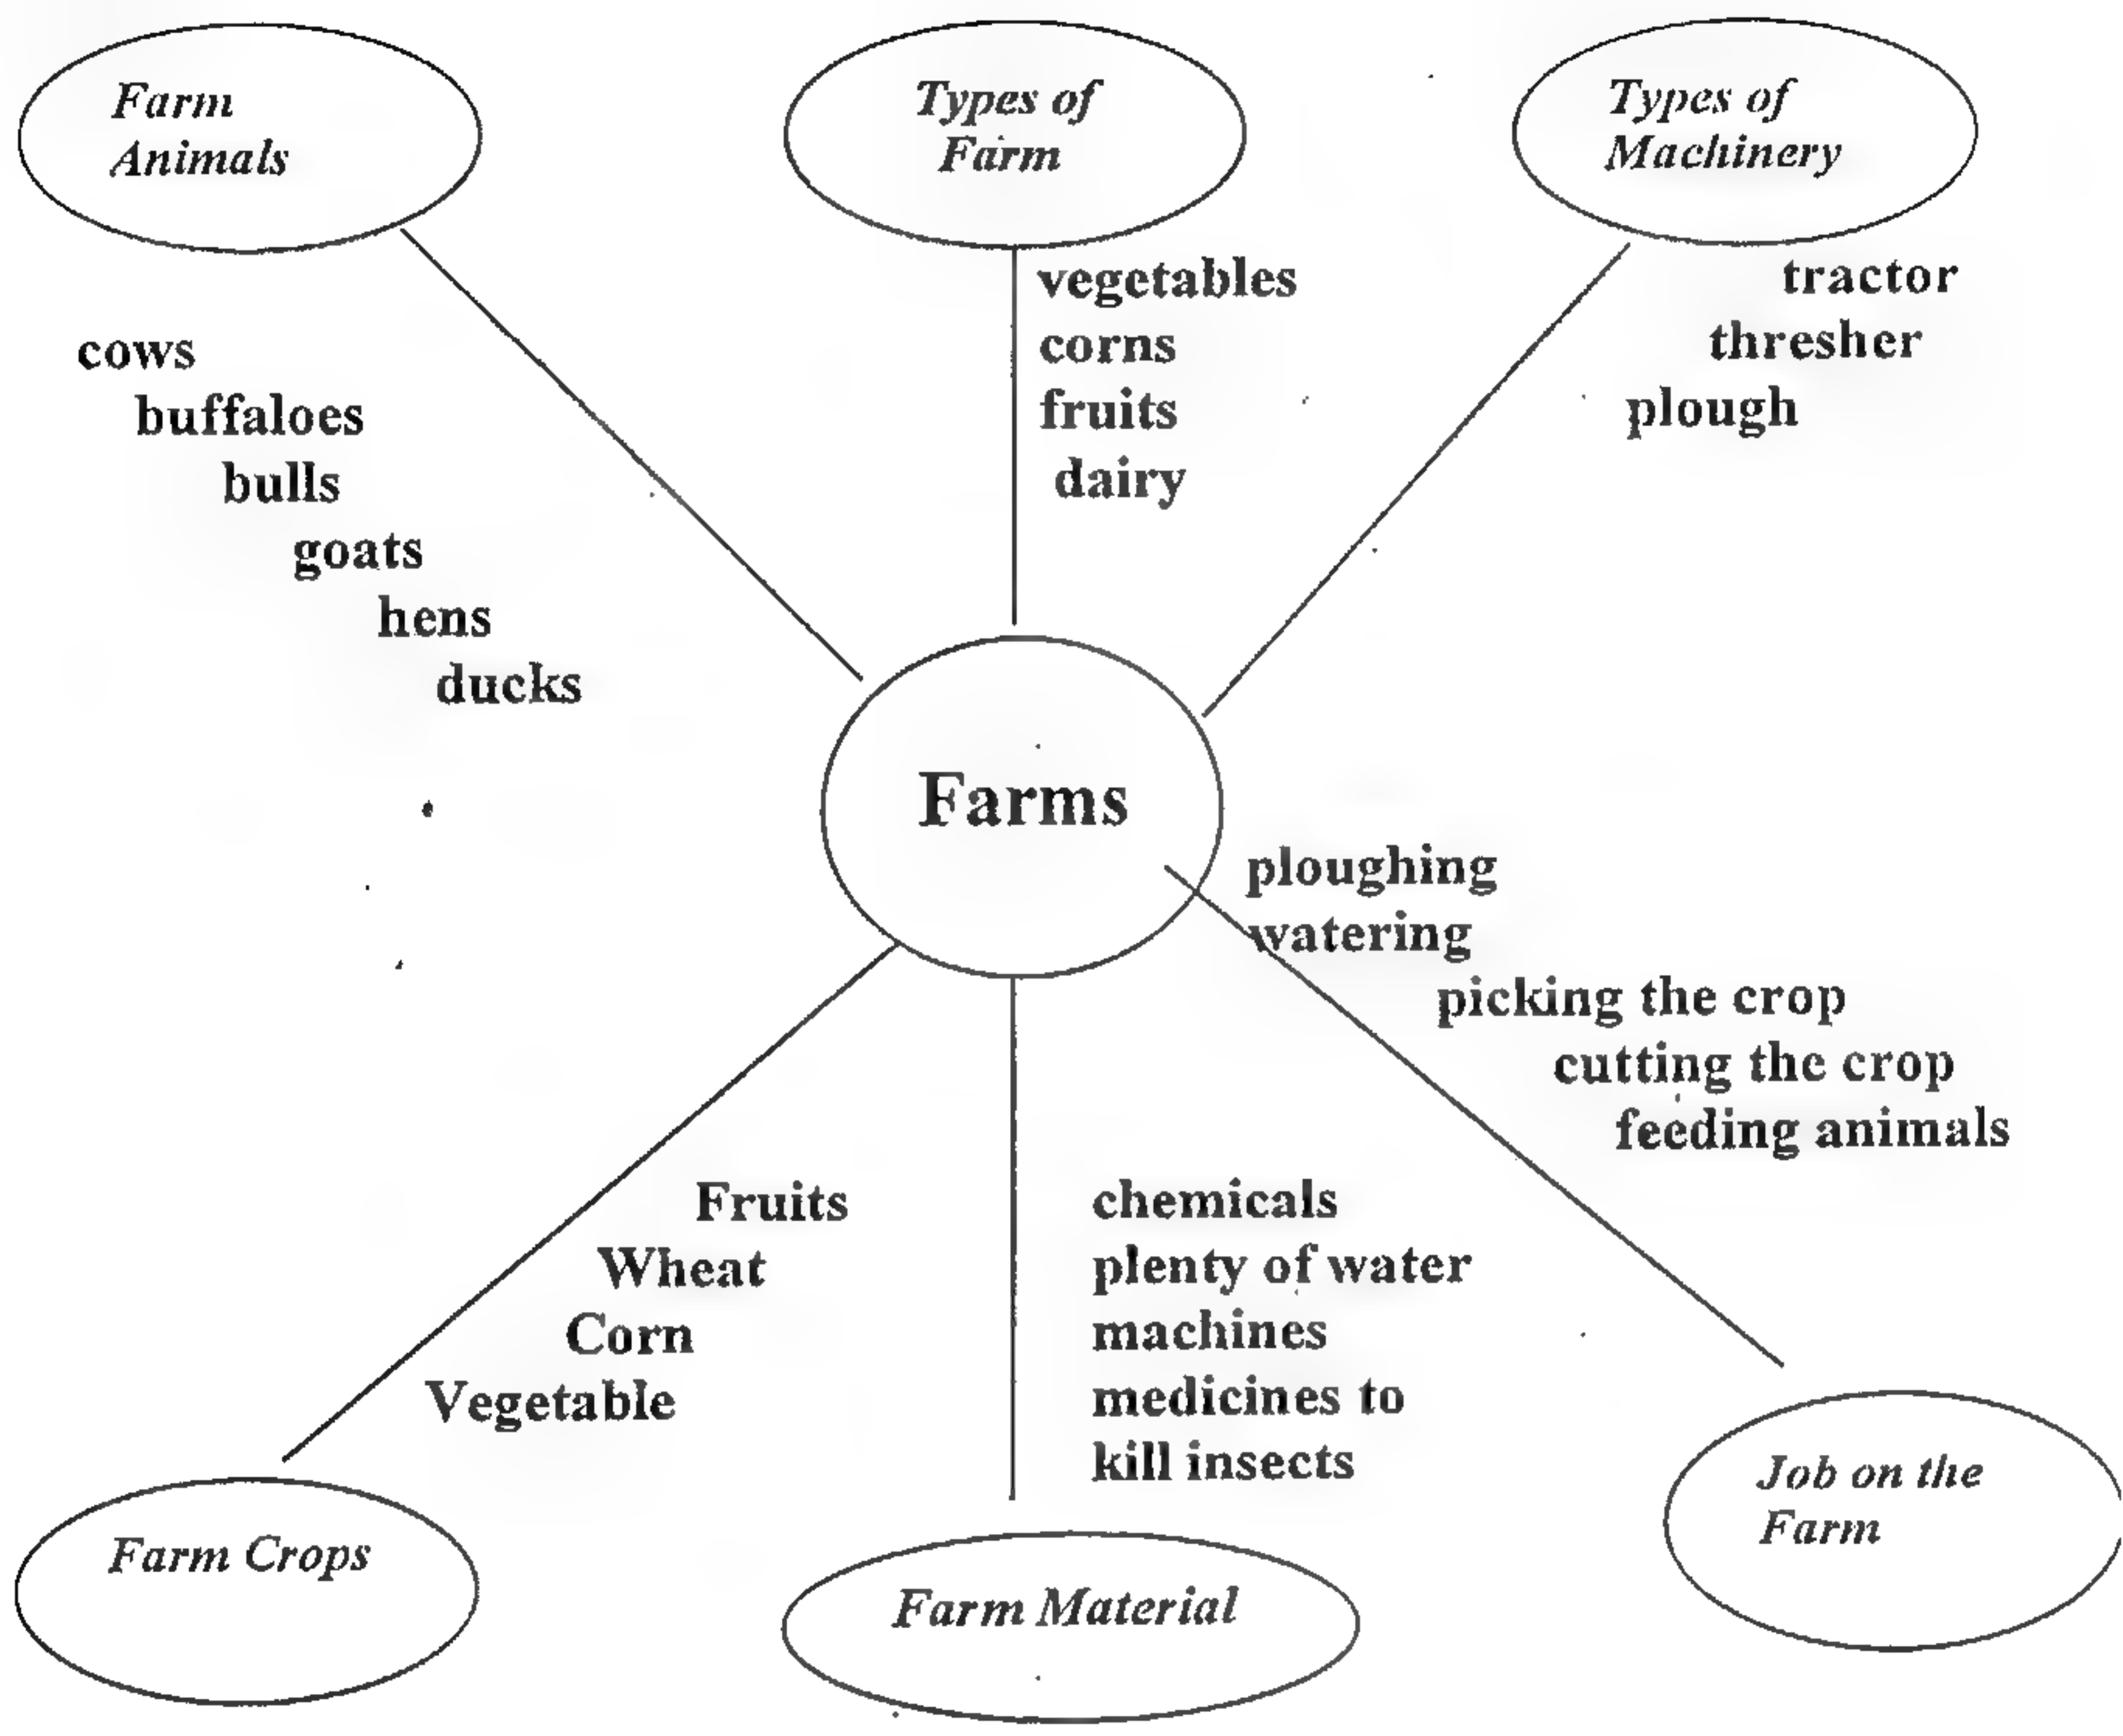 Farm
Animals
Types of
Farm
Types of
Machinery
cows
buffaloes
bulls
goats
hens
ducks
vegetables
corns
fruits
dairy
tractor
thresher
plough
Farms
ploughing
watering
picking the crop
cutting the crop
feeding animals
Fruits
Wheat
Corn
Vegetable
chemicals
plenty of water
machines
medicines to
kill insects
Farm Crops
Farm Material
Job on the
Farm